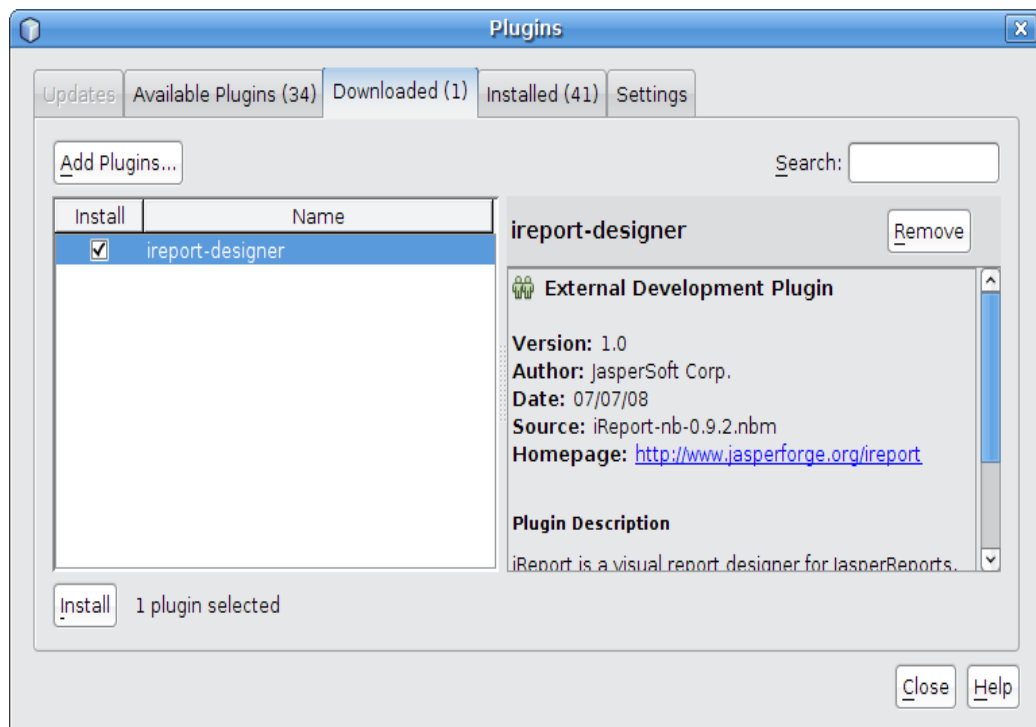 Plugins
Updates Available Plugins (34) Downloaded (1) Installed (41) Settings
Add Plugins... Search:
Install Name
ireport-designer
ireport-designer Remove
External Development Plugin
Version: 1.0
Author: JasperSoft Corp.
Date: 07/07/08
Source: iReport-nb-0.9.2.nbm
Homepage: http://www.jasperforge.org/ireport
Plugin Description
iReport is a visual report designer for JasperReports.
Install 1 plugin selected
Close Help